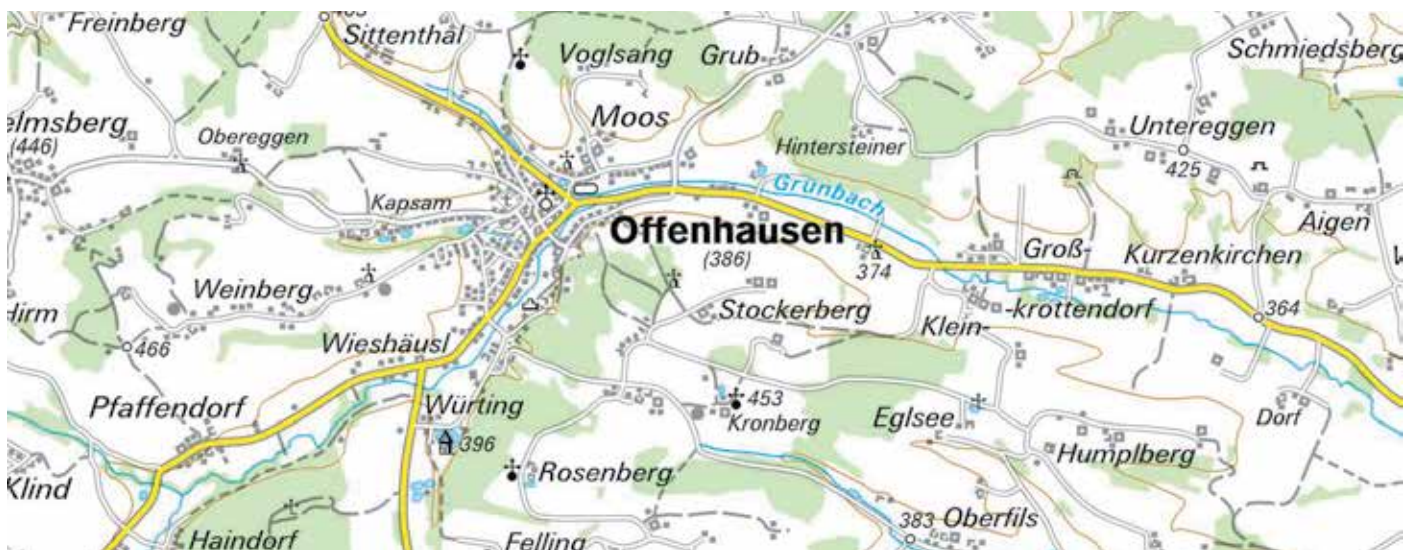 Freinberg
Sittenthal
Voglsang
Grub
Schmiedsberg
elmsberg
(446)
Obereggen
Moos
Hintersteiner
Untereggen
425
Kapsam
Grünbach
Aigen
Offenhausen
(386)
374
Groß-
Kurzenkirchen
Weinberg
dirm
466
Wieshäusl
Stockerberg
Klein-
-krottendorf
364
Pfaffendorf
Würting
396
453
Kronberg
Eglsee
Dorf
Humplberg
Klind
Rosenberg
Haindorf
Felling
383
Oberfils